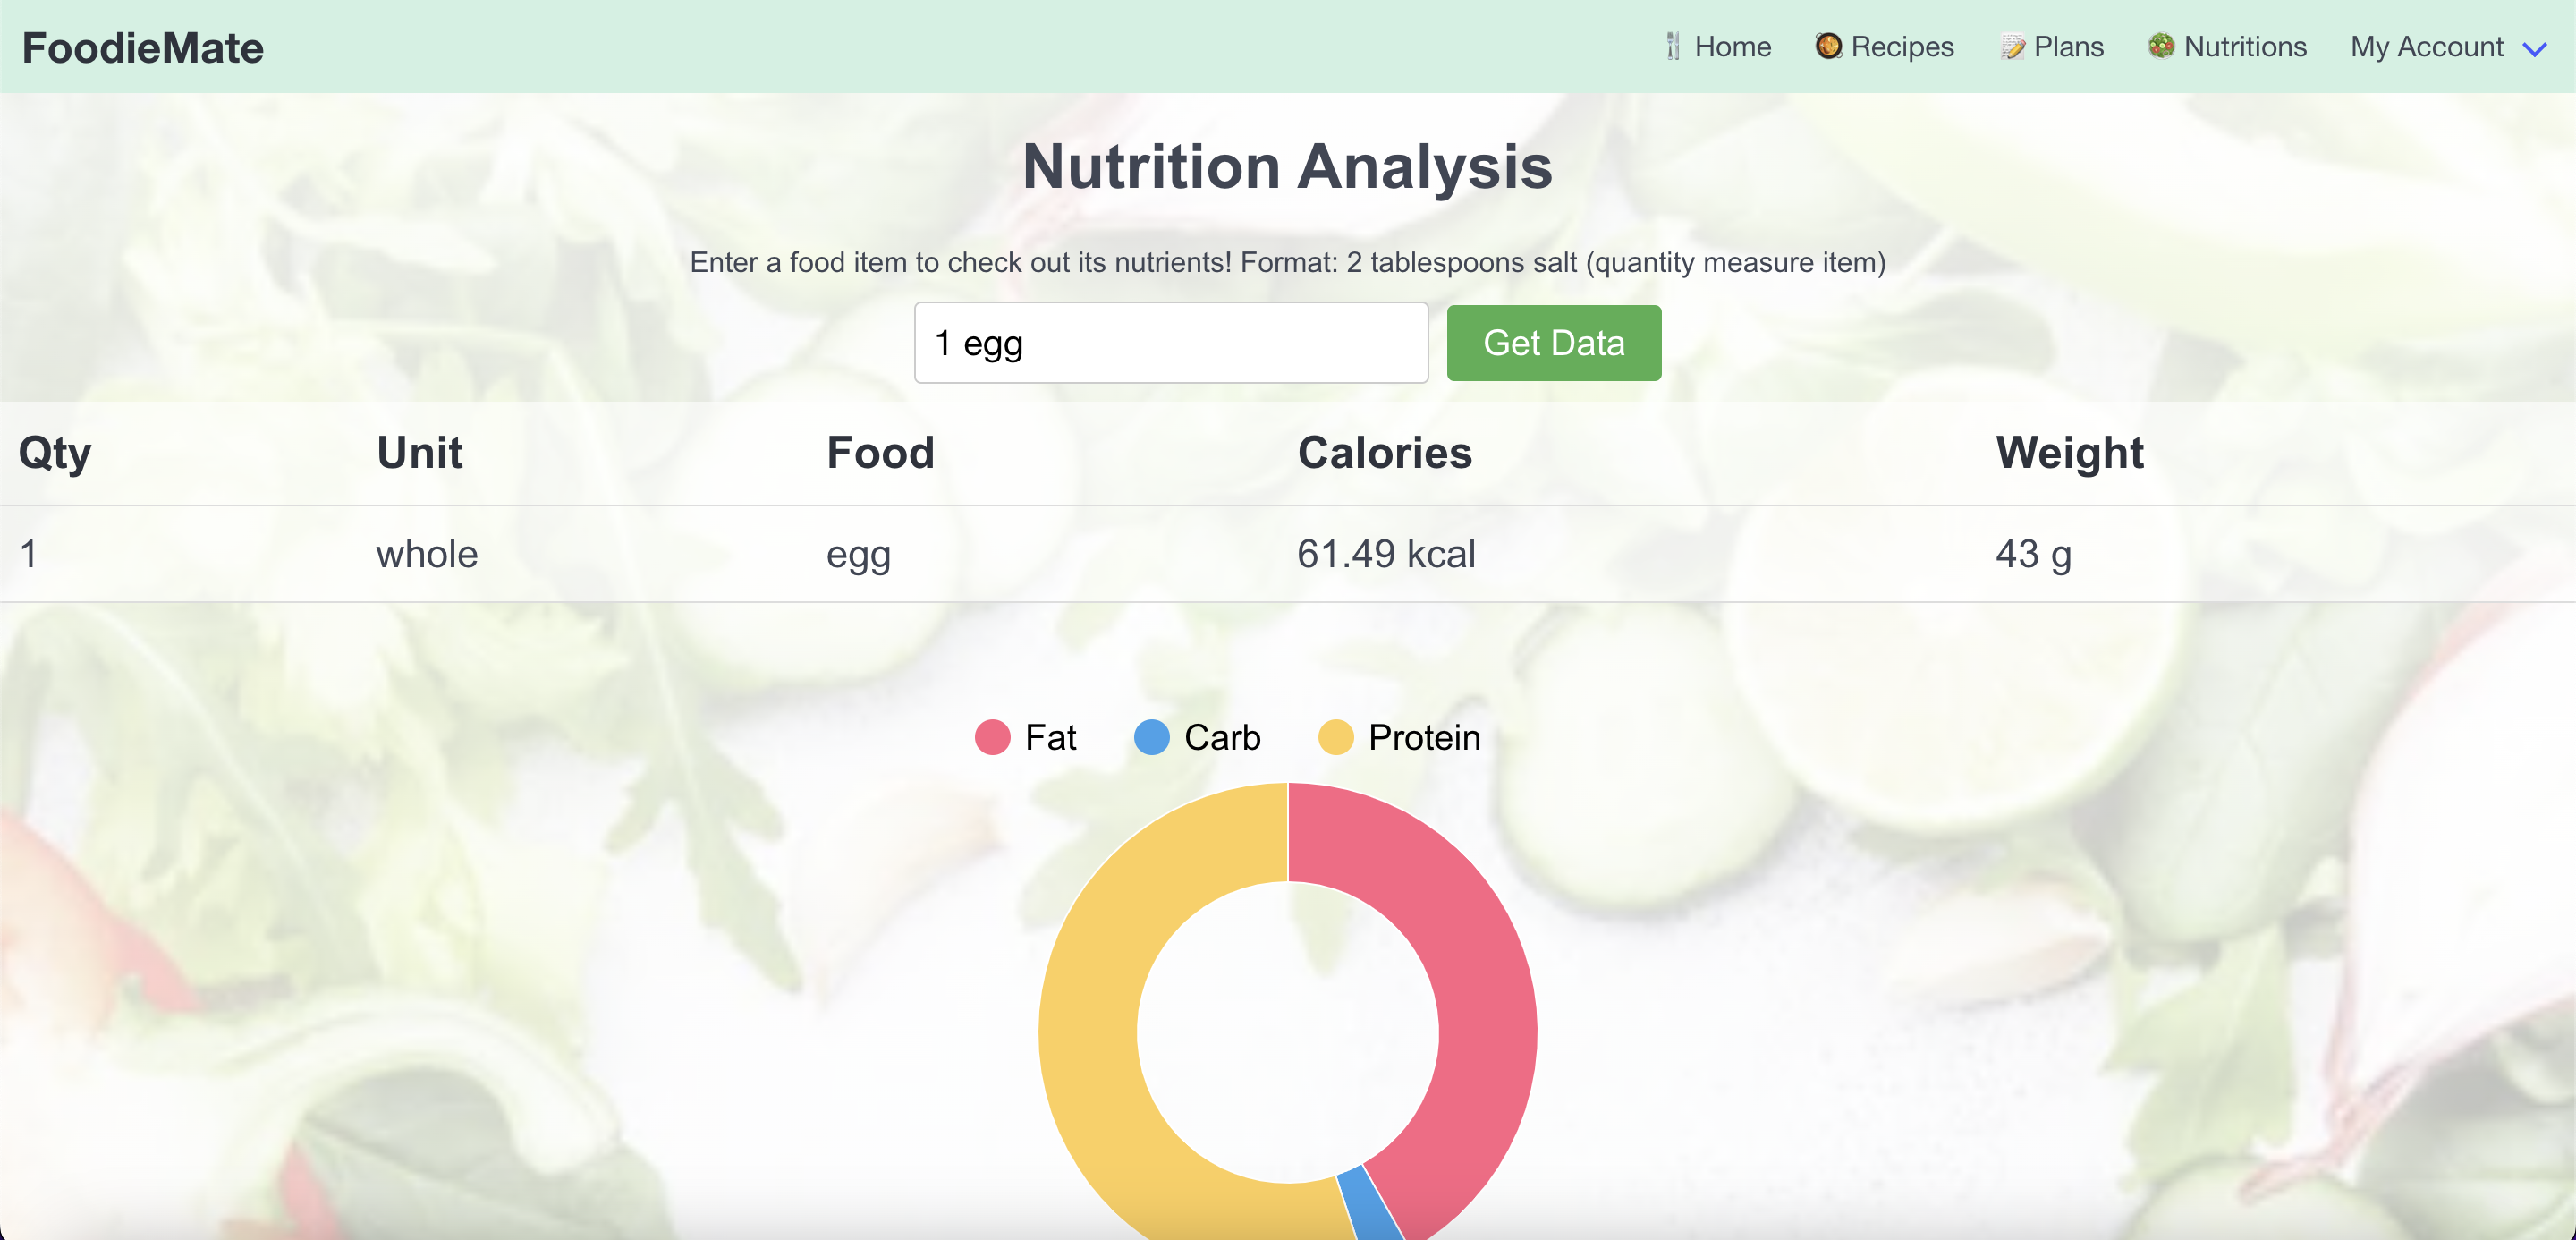 FoodieMate
🍴 Home 🥘 Recipes 📝 Plans 🥗 Nutritions My Account
Nutrition Analysis
Enter a food item to check out its nutrients! Format: 2 tablespoons salt (quantity measure item)
1 egg Get Data
Qty Unit Food Calories Weight
1 whole egg 61.49 kcal 43 g
Fat Carb Protein